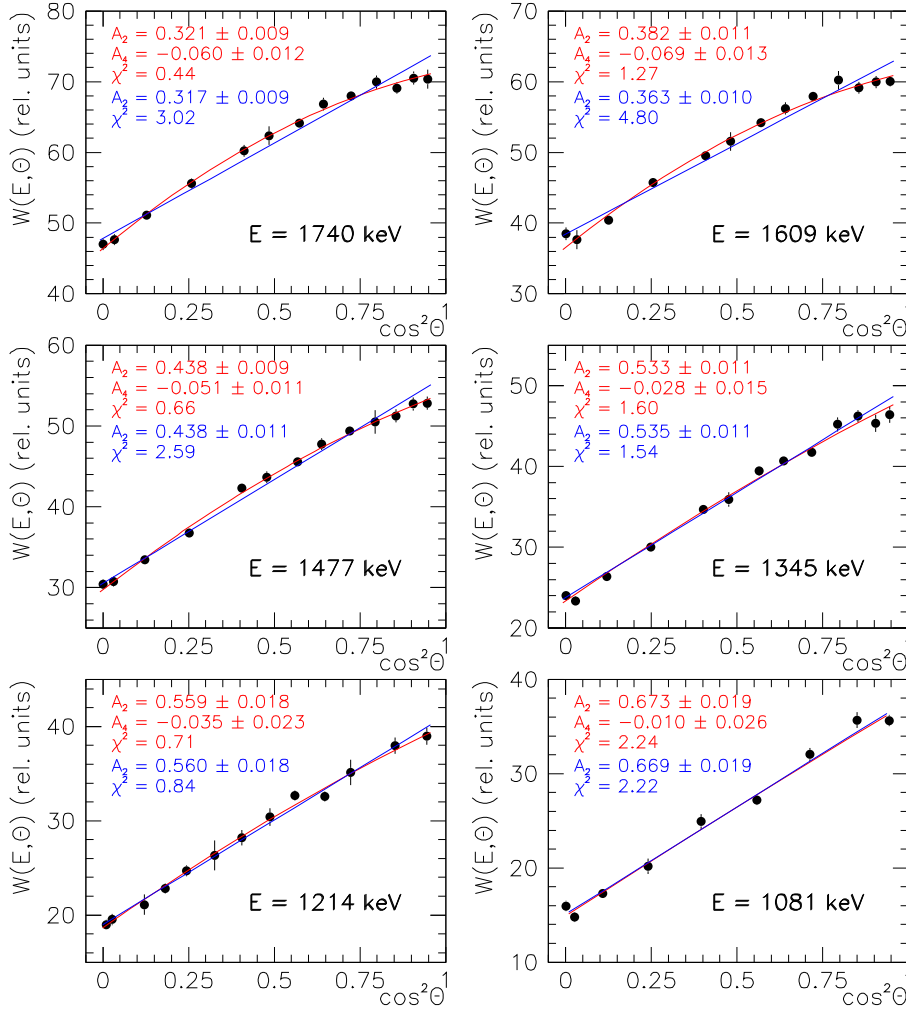 80
70
60
50
40
W(E,Θ) (rel. units)
A₂ = 0.321 ± 0.009
A₄ = -0.060 ± 0.012
χ² = 0.44
A₂ = 0.317 ± 0.009
χ² = 3.02
E = 1740 keV
0 0.25 0.5 0.75 1
cos²Θ
70
60
50
40
30
W(E,Θ) (rel. units)
A₂ = 0.382 ± 0.011
A₄ = -0.069 ± 0.013
χ² = 1.27
A₂ = 0.363 ± 0.010
χ² = 4.80
E = 1609 keV
0 0.25 0.5 0.75 1
cos²Θ
60
50
40
30
W(E,Θ) (rel. units)
A₂ = 0.438 ± 0.009
A₄ = -0.051 ± 0.011
χ² = 0.66
A₂ = 0.438 ± 0.011
χ² = 2.59
E = 1477 keV
0 0.25 0.5 0.75 1
cos²Θ
50
40
30
20
W(E,Θ) (rel. units)
A₂ = 0.533 ± 0.011
A₄ = -0.028 ± 0.015
χ² = 1.60
A₂ = 0.535 ± 0.011
χ² = 1.54
E = 1345 keV
0 0.25 0.5 0.75 1
cos²Θ
40
30
20
W(E,Θ) (rel. units)
A₂ = 0.559 ± 0.018
A₄ = -0.035 ± 0.023
χ² = 0.71
A₂ = 0.560 ± 0.018
χ² = 0.84
E = 1214 keV
0 0.25 0.5 0.75 1
cos²Θ
40
30
20
10
W(E,Θ) (rel. units)
A₂ = 0.673 ± 0.019
A₄ = -0.010 ± 0.026
χ² = 2.24
A₂ = 0.669 ± 0.019
χ² = 2.22
E = 1081 keV
0 0.25 0.5 0.75 1
cos²Θ